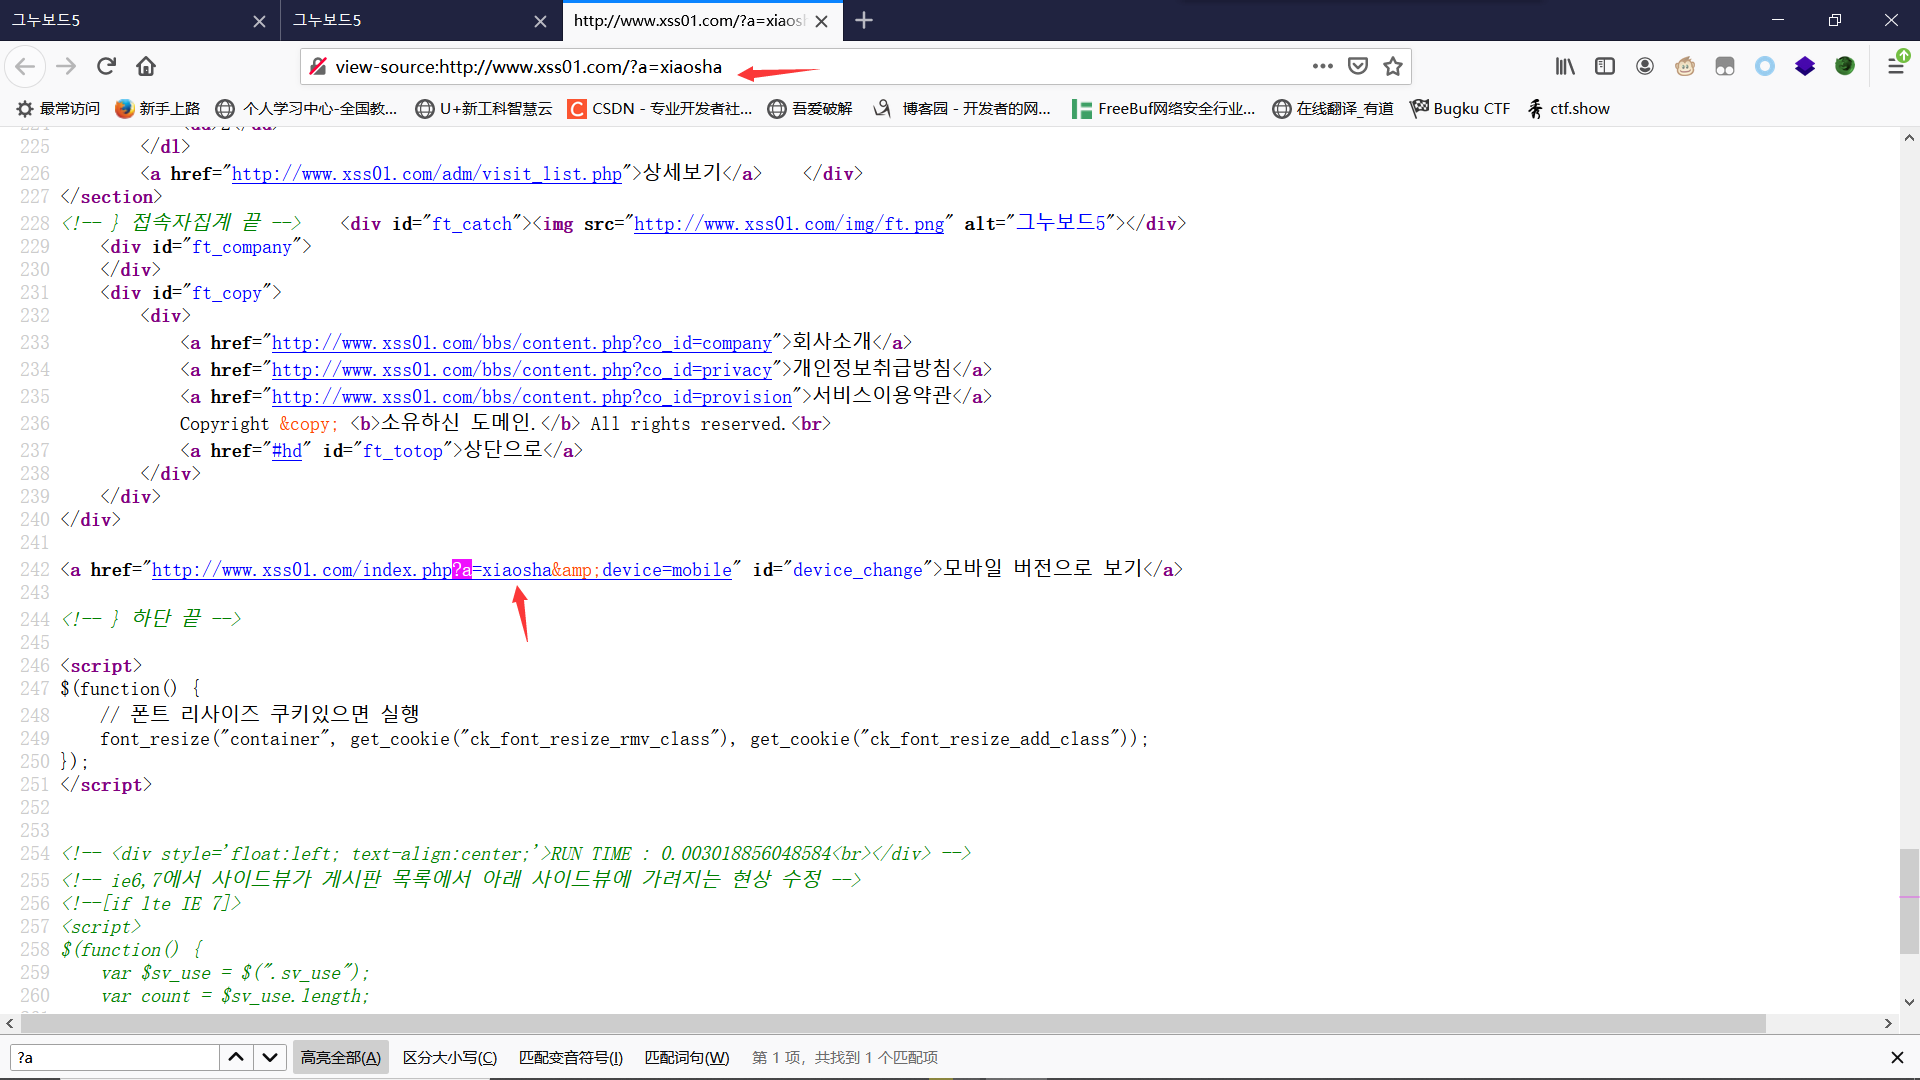 그누보드5
그누보드5
http://www.xss01.com/?a=xiaosh
view-source:http://www.xss01.com/?a=xiaosha
最常访问 新手上路 个人学习中心-全国教... U+新工科智慧云 CSDN - 专业开发者社... 吾爱破解 博客园 - 开发者的网... FreeBuf网络安全行业... 在线翻译_有道 Bugku CTF ctf.show
224 <dd>2</dd>
225 </dl>
226 <a href="http://www.xss01.com/adm/visit_list.php">상세보기</a>    </div>
227 </section>
228 <!-- } 접속자집계 끝 -->    <div id="ft_catch"><img src="http://www.xss01.com/img/ft.png" alt="그누보드5"></div>
229 <div id="ft_company">
230 </div>
231 <div id="ft_copy">
232 <div>
233 <a href="http://www.xss01.com/bbs/content.php?co_id=company">회사소개</a>
234 <a href="http://www.xss01.com/bbs/content.php?co_id=privacy">개인정보취급방침</a>
235 <a href="http://www.xss01.com/bbs/content.php?co_id=provision">서비스이용약관</a>
236 Copyright &copy; <b>소유하신 도메인.</b> All rights reserved.<br>
237 <a href="#hd" id="ft_totop">상단으로</a>
238 </div>
239 </div>
240 </div>
241
242 <a href="http://www.xss01.com/index.php?a=xiaosha&amp;device=mobile" id="device_change">모바일 버전으로 보기</a>
243
244 <!-- } 하단 끝 -->
245
246 <script>
247 $(function() {
248 // 폰트 리사이즈 쿠키있으면 실행
249 font_resize("container", get_cookie("ck_font_resize_rmv_class"), get_cookie("ck_font_resize_add_class"));
250 });
251 </script>
252
253
254 <!-- <div style='float:left; text-align:center;'>RUN TIME : 0.003018856048584<br></div> -->
255 <!-- ie6,7에서 사이드뷰가 게시판 목록에서 아래 사이드뷰에 가려지는 현상 수정 -->
256 <!--[if lte IE 7]>
257 <script>
258 $(function() {
259 var $sv_use = $(".sv_use");
260 var count = $sv_use.length;
?a 高亮全部(A) 区分大小写(C) 匹配变音符号(I) 匹配词句(W) 第 1 项，共找到 1 个匹配项